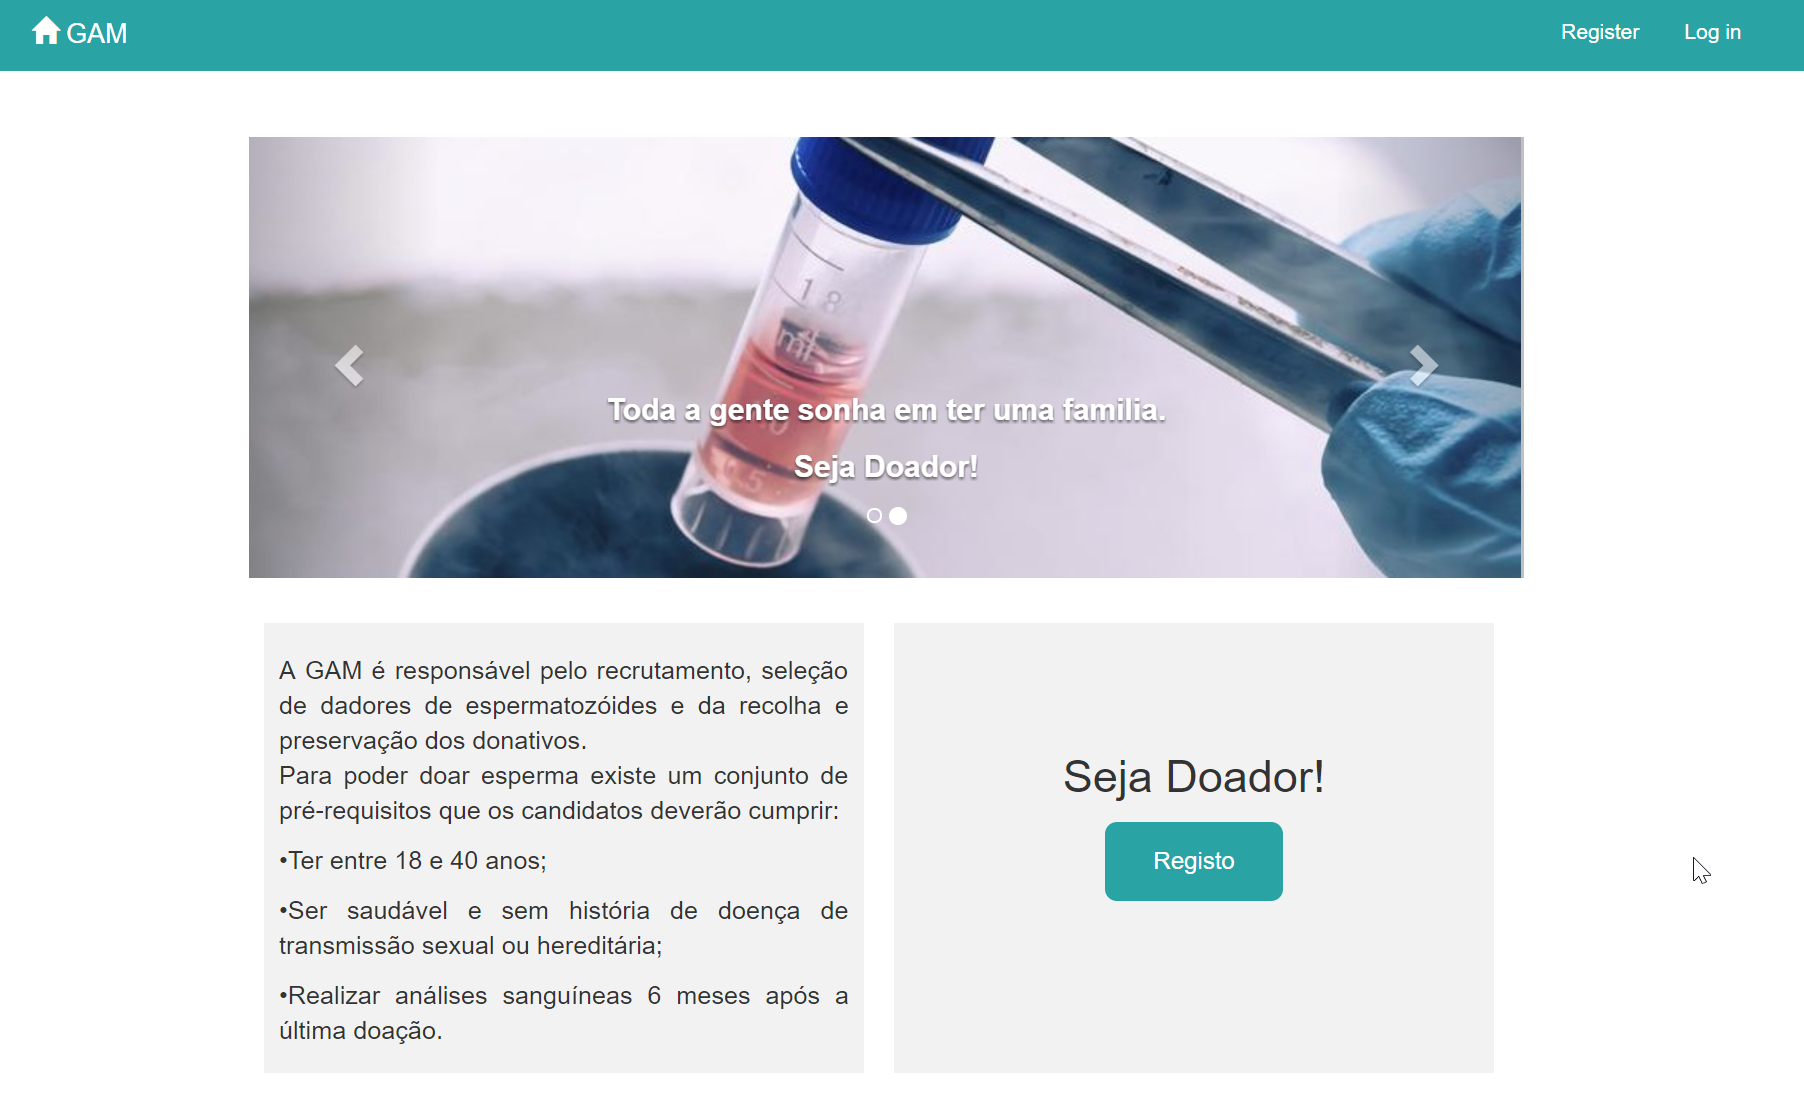 GAM
Register
Log in
18
ml
Toda a gente sonha em ter uma familia.
Seja Doador!
A GAM é responsável pelo recrutamento, seleção
de dadores de espermatozóides e da recolha e
preservação dos donativos.
Para poder doar esperma existe um conjunto de
pré-requisitos que os candidatos deverão cumprir:
•Ter entre 18 e 40 anos;
•Ser saudável e sem história de doença de
transmissão sexual ou hereditária;
•Realizar análises sanguíneas 6 meses após a
última doação.
Seja Doador!
Registo